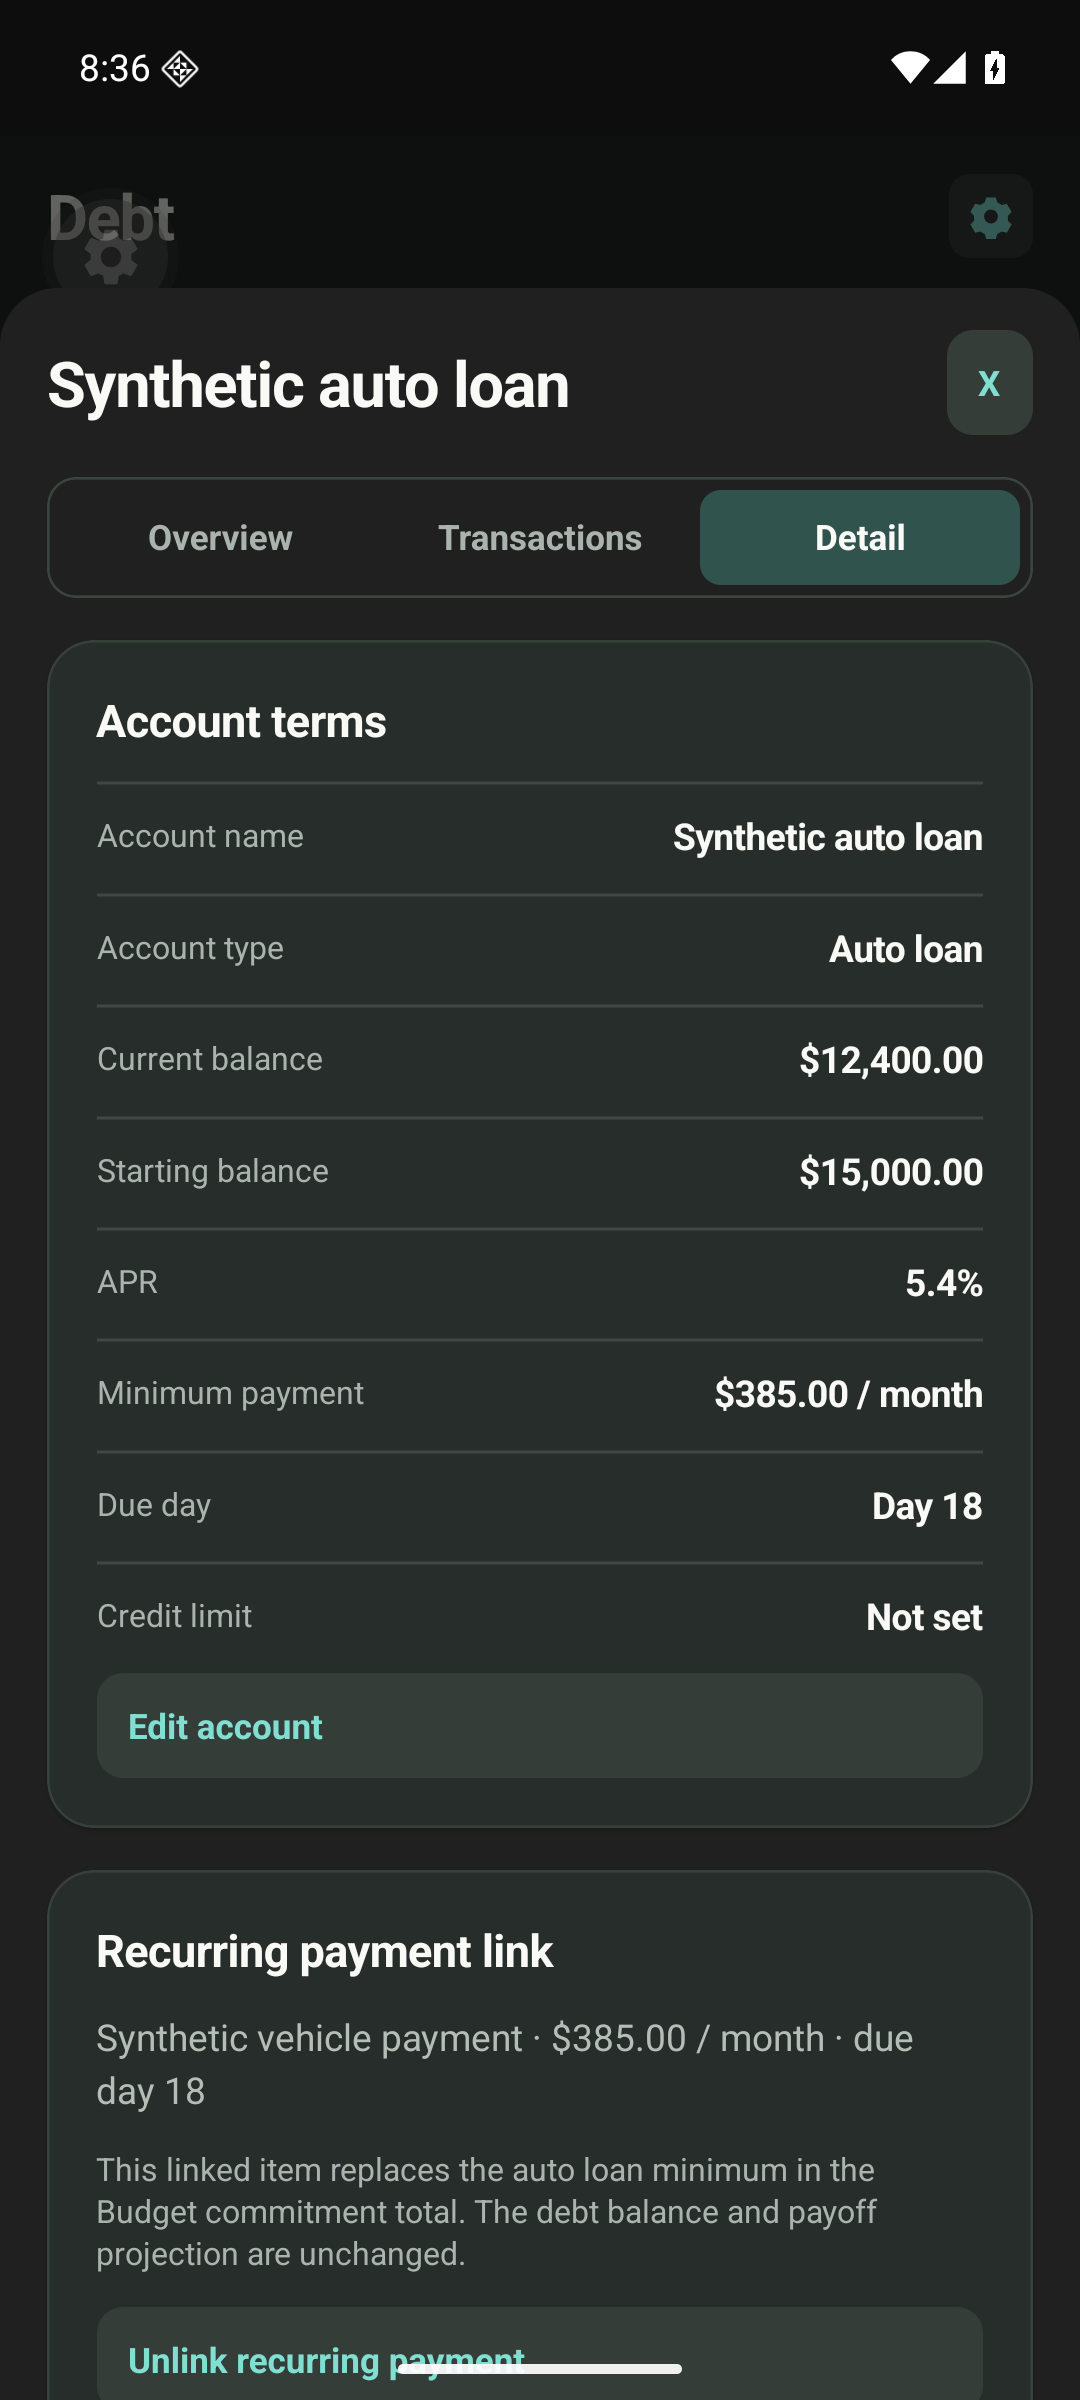 8:36
Debt
Synthetic auto loan
X
Overview
Transactions
Detail
Account terms
Account name
Synthetic auto loan
Account type
Auto loan
Current balance
$12,400.00
Starting balance
$15,000.00
APR
5.4%
Minimum payment
$385.00 / month
Due day
Day 18
Credit limit
Not set
Edit account
Recurring payment link
Synthetic vehicle payment · $385.00 / month · due
day 18
This linked item replaces the auto loan minimum in the
Budget commitment total. The debt balance and payoff
projection are unchanged.
Unlink recurring payment